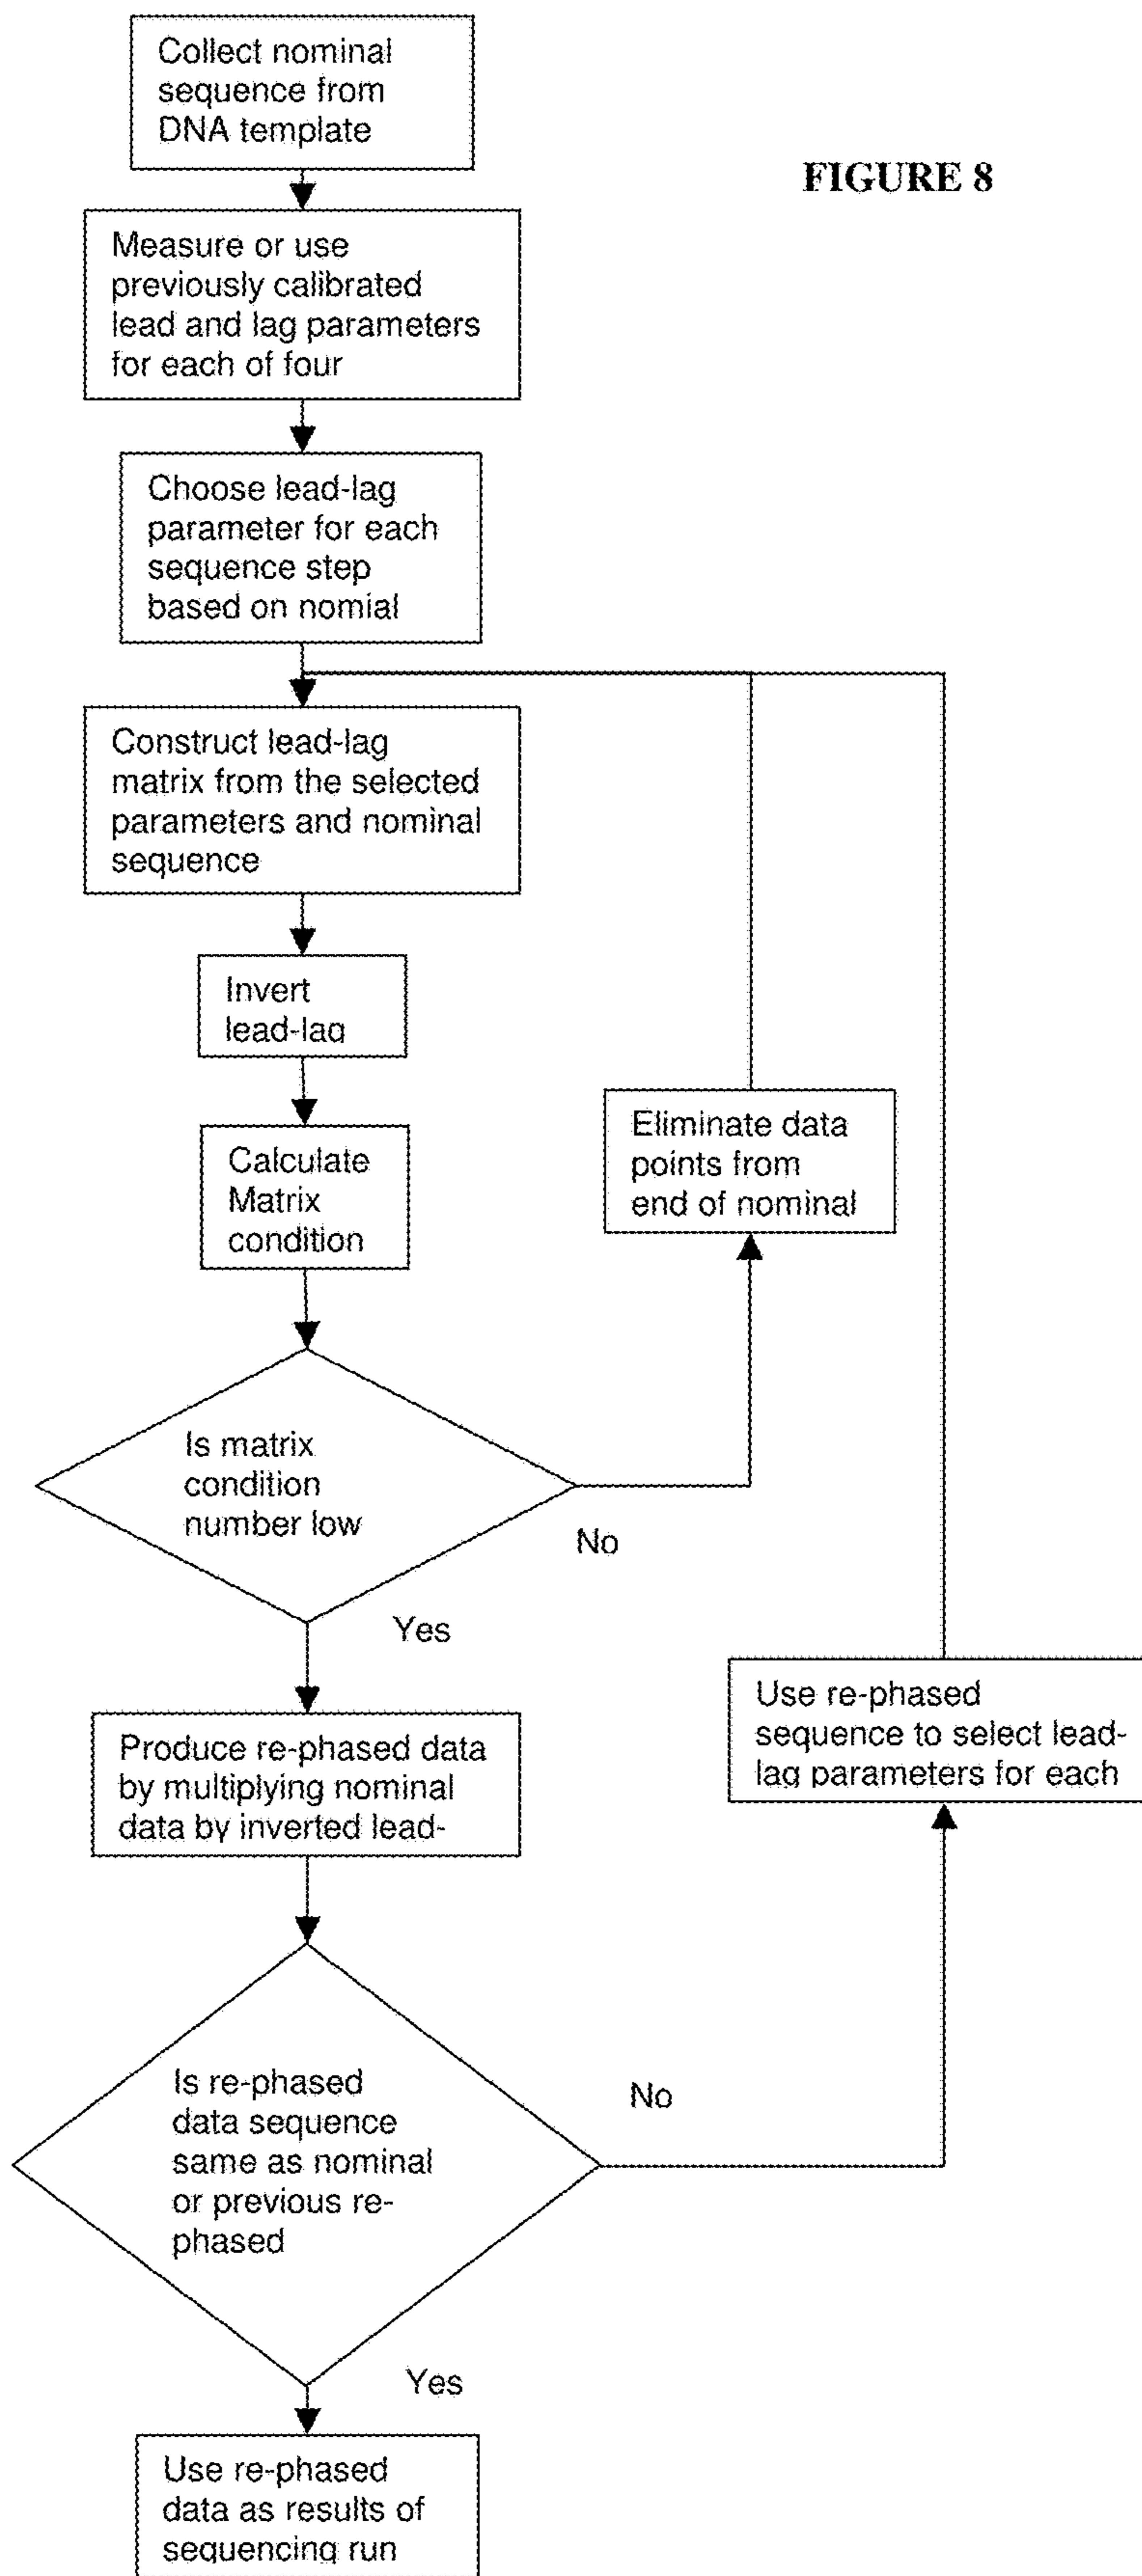 Collect nominal
sequence from
DNA template
FIGURE 8
Measure or use
previously calibrated
lead and lag parameters
for each of four
Choose lead-lag
parameter for each
sequence step
based on nomial
Construct lead-lag
matrix from the selected
parameters and nominal
sequence
Invert
lead-lag
Calculate
Matrix
condition
Eliminate data
points from
end of nominal
Is matrix
condition
number low
No
Yes
Use re-phased
sequence to select lead-
lag parameters for each
Produce re-phased data
by multiplying nominal
data by inverted lead-
Is re-phased
data sequence
same as nominal
or previous re-
phased
No
Yes
Use re-phased
data as results of
sequencing run